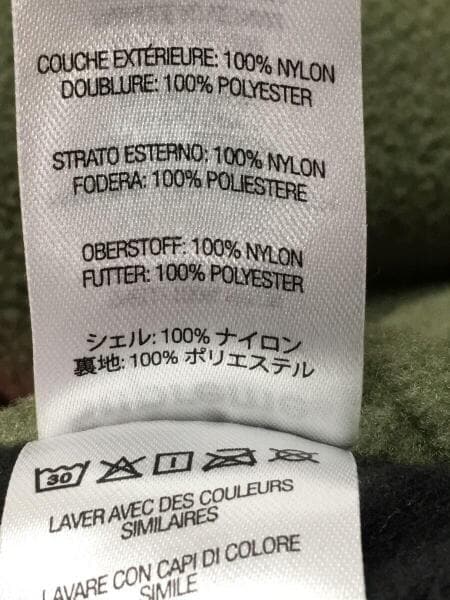 COUCHE EXTÉRIEURE: 100% NYLON
DOUBLURE: 100% POLYESTER
STRATO ESTERNO: 100% NYLON
FODERA: 100% POLIESTERE
OBERSTOFF: 100% NYLON
FUTTER: 100% POLYESTER
シェル: 100% ナイロン
裏地: 100% ポリエステル
30
LAVER AVEC DES COULEURS
SIMILAIRES
LAVARE CON CAPI DI COLORE
SIMILE